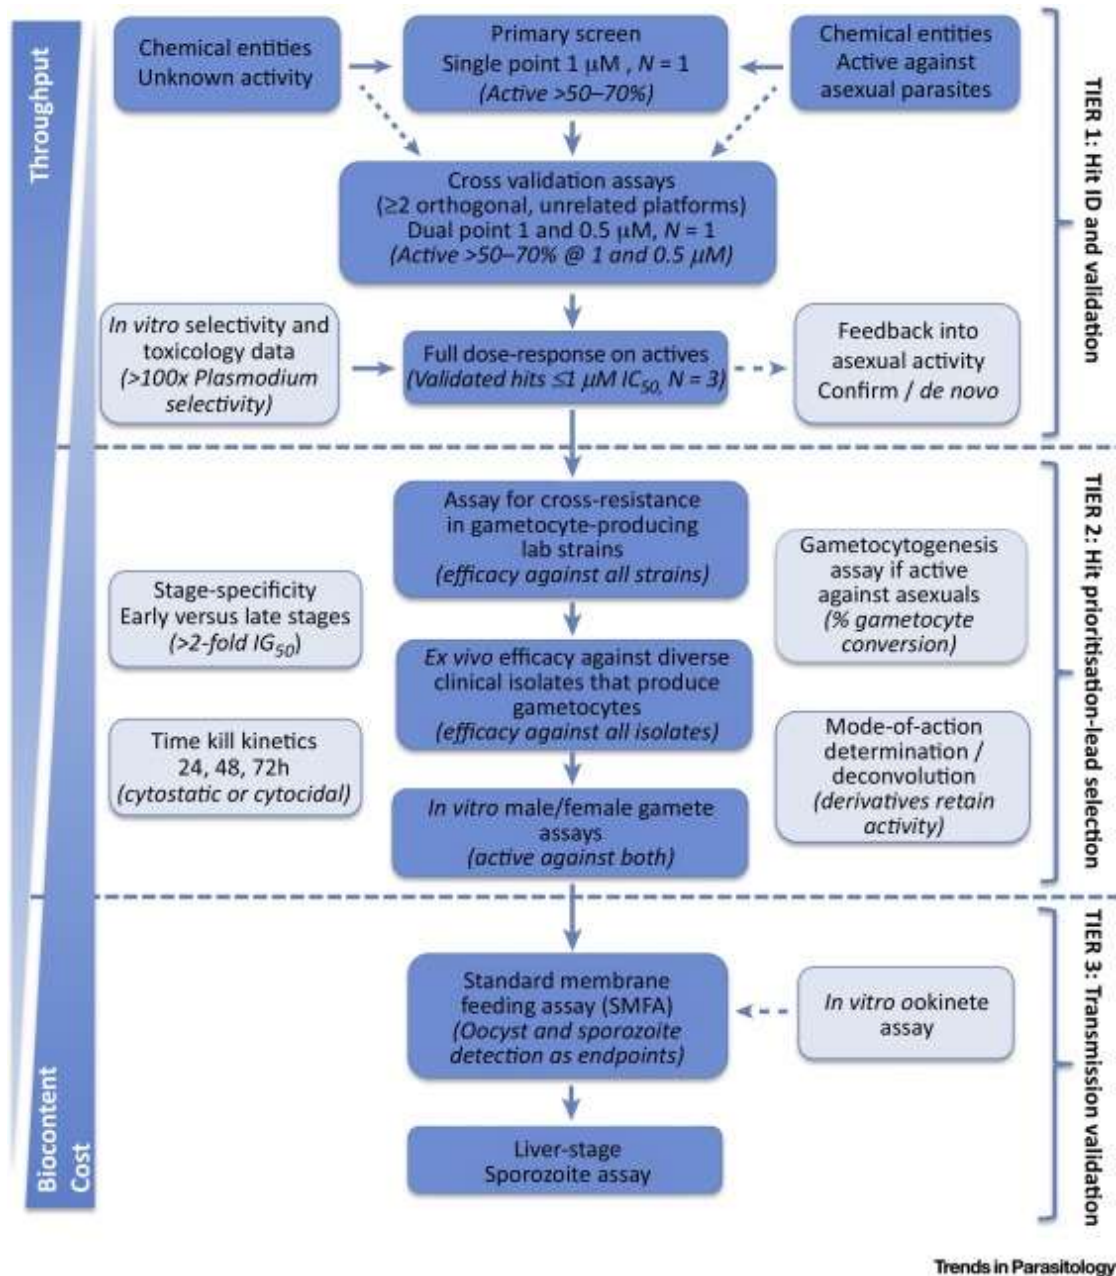 Throughput
Chemical entities
Unknown activity
Primary screen
Single point 1 μM , N = 1
(Active >50–70%)
Chemical entities
Active against
asexual parasites
Cross validation assays
(≥2 orthogonal, unrelated platforms)
Dual point 1 and 0.5 μM, N = 1
(Active >50–70% @ 1 and 0.5 μM)
In vitro selectivity and
toxicology data
(>100x Plasmodium
selectivity)
Full dose-response on actives
(Validated hits ≤1 μM IC50, N = 3)
Feedback into
asexual activity
Confirm / de novo
TIER 1: Hit ID and validation
Assay for cross-resistance
in gametocyte-producing
lab strains
(efficacy against all strains)
Stage-specificity
Early versus late stages
(>2-fold IG50)
Gametocytogenesis
assay if active
against asexuals
(% gametocyte
conversion)
Ex vivo efficacy against diverse
clinical isolates that produce
gametocytes
(efficacy against all isolates)
Time kill kinetics
24, 48, 72h
(cytostatic or cytocidal)
Mode-of-action
determination /
deconvolution
(derivatives retain
activity)
In vitro male/female gamete
assays
(active against both)
TIER 2: Hit prioritisation-lead selection
Standard membrane
feeding assay (SMFA)
(Oocyst and sporozoite
detection as endpoints)
In vitro ookinete
assay
Liver-stage
Sporozoite assay
TIER 3: Transmission validation
Biocontent
Cost
Trends in Parasitology